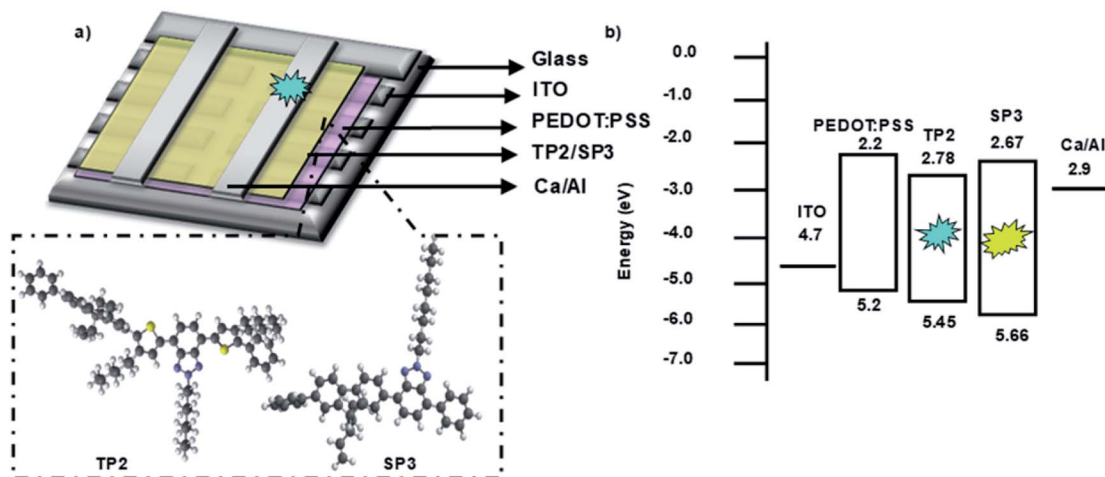 a)
Glass
ITO
PEDOT:PSS
TP2/SP3
Ca/Al
TP2
SP3
b)
Energy (eV)
0.0
-1.0
-2.0
-3.0
-4.0
-5.0
-6.0
-7.0
ITO
4.7
PEDOT:PSS
2.2
5.2
TP2
2.78
5.45
SP3
2.67
5.66
Ca/Al
2.9